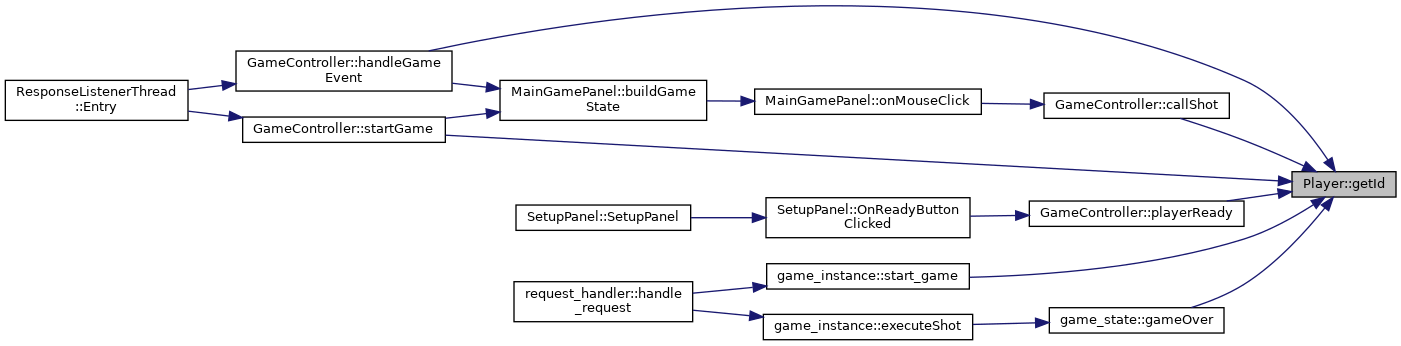 GameController::handleGame
Event
ResponseListenerThread
::Entry
MainGamePanel::buildGame
State
MainGamePanel::onMouseClick
GameController::callShot
GameController::startGame
Player::getId
SetupPanel::SetupPanel
SetupPanel::OnReadyButton
Clicked
GameController::playerReady
game_instance::start_game
request_handler::handle
_request
game_instance::executeShot
game_state::gameOver